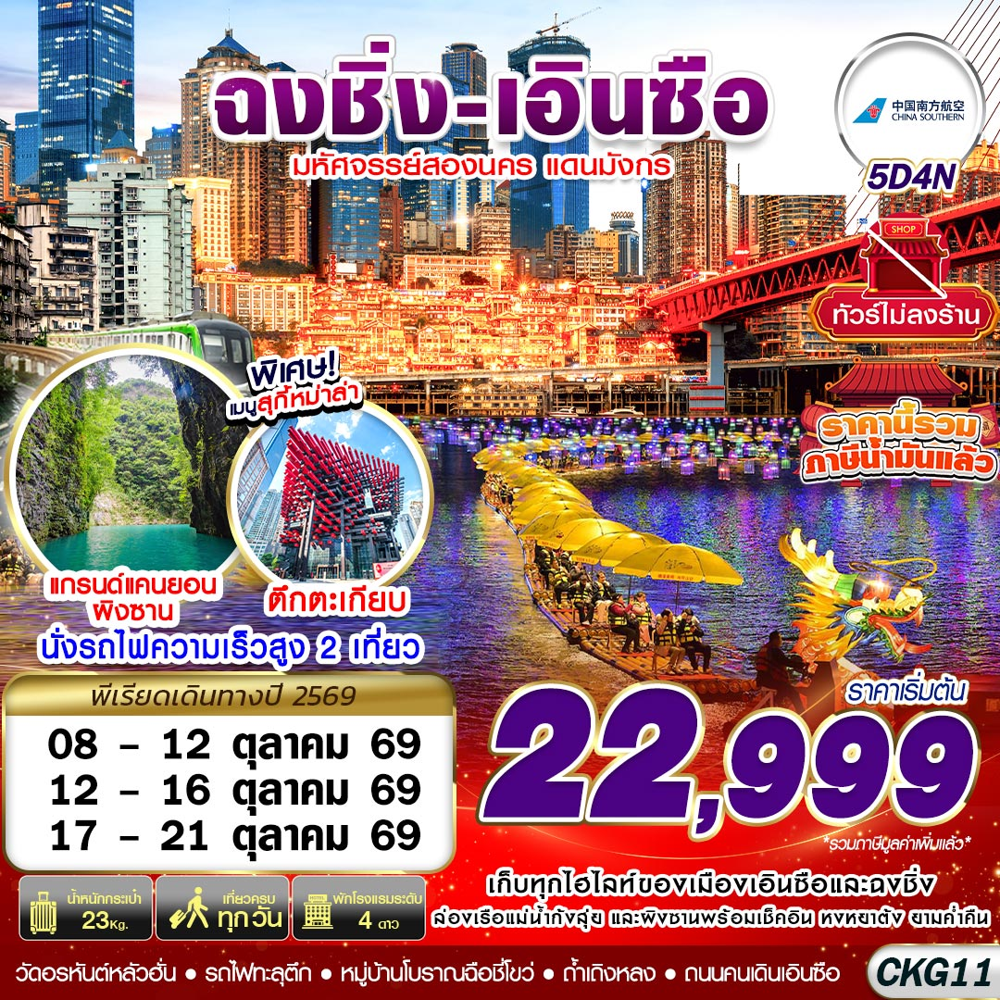 ฉงชิ่ง-เอินซือ
มหัศจรรย์สองนคร แดนมังกร
中国南方航空
CHINA SOUTHERN
5D4N
SHOP
ทัวร์ไม่ลงร้าน
ราคานี้รวม
ภาษีน้ำมันแล้ว
พิเศษ!
เมนูสุกี้หม่าล่า
แกรนด์แคนยอน
ผิงซาน
ตึกตะเกียบ
นั่งรถไฟความเร็วสูง 2 เที่ยว
พีเรียดเดินทางปี 2569
08 - 12 ตุลาคม 69
12 - 16 ตุลาคม 69
17 - 21 ตุลาคม 69
ราคาเริ่มต้น
22,999
*รวมภาษีมูลค่าเพิ่มแล้ว*
น้ำหนักกระเป๋า
23Kg.
เที่ยวครบ
ทุกวัน
HOTEL
พักโรงแรมระดับ
4 ดาว
เก็บทุกไฮไลท์ของเมืองเอินซือและฉงชิ่ง
ล่องเรือแม่น้ำก้งสุ่ย และผิงซานพร้อมเช็คอิน หงหยาต้ง ยามค่ำคืน
วัดอรหันต์หลัวฮั่น ● รถไฟทะลุตึก ● หมู่บ้านโบราณฉือชี่โขว่ ● ถ้ำเถิงหลง ● ถนนคนเดินเอินซือ
CKG11